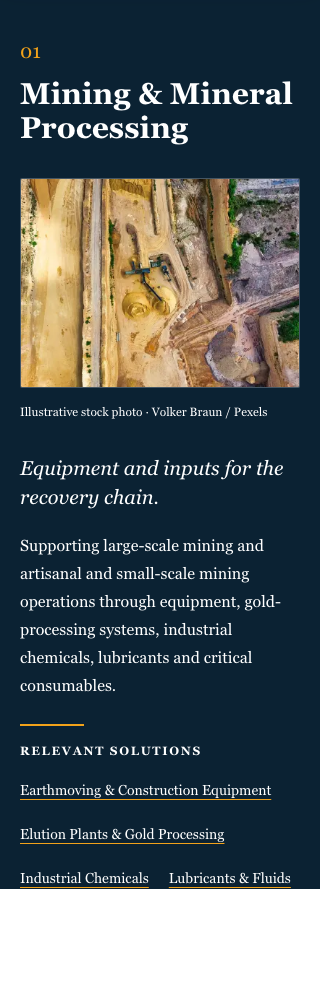 01
Mining & Mineral
Processing
Illustrative stock photo · Volker Braun / Pexels
Equipment and inputs for the
recovery chain.
Supporting large-scale mining and
artisanal and small-scale mining
operations through equipment, gold-
processing systems, industrial
chemicals, lubricants and critical
consumables.
RELEVANT SOLUTIONS
Earthmoving & Construction Equipment
Elution Plants & Gold Processing
Industrial Chemicals Lubricants & Fluids